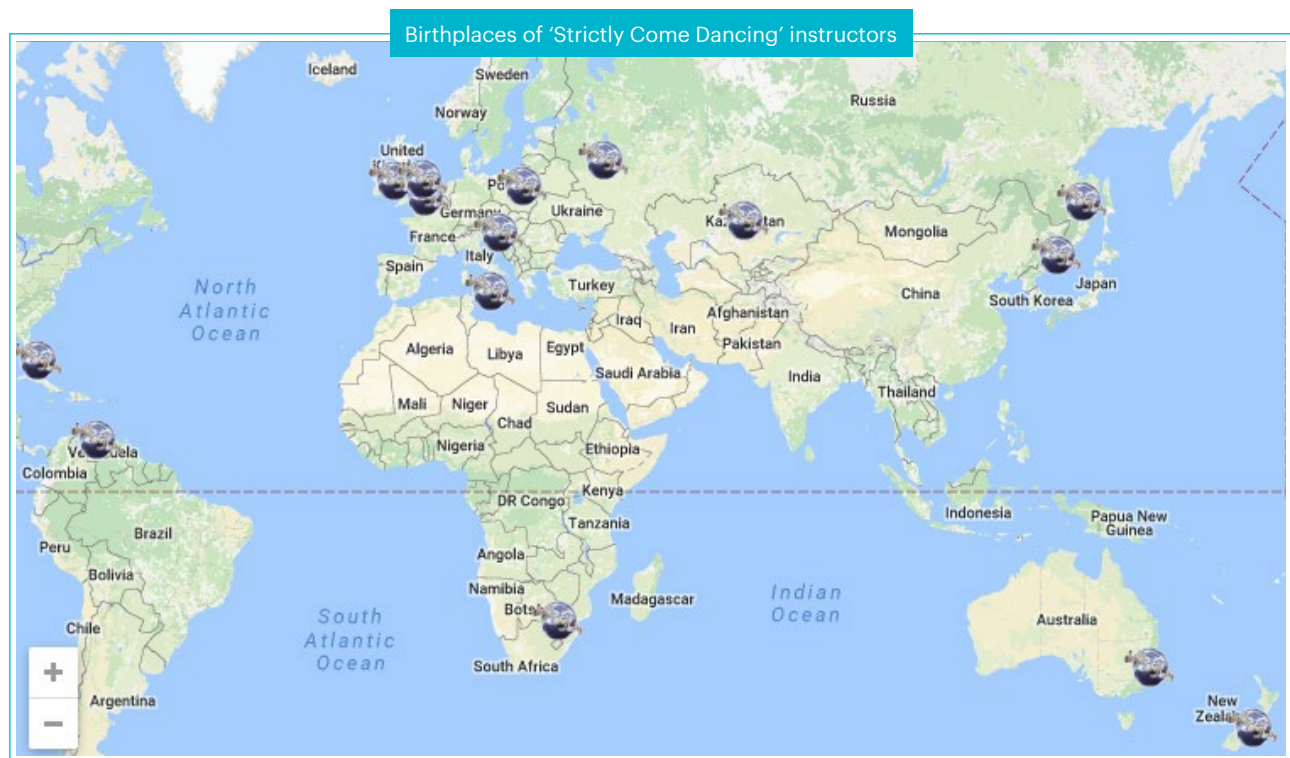 Birthplaces of ‘Strictly Come Dancing’ instructors
Iceland
Sweden
Norway
Russia
United
Germany
Ukraine
France
Italy
Spain
Turkey
Mongolia
China
South Korea
Japan
North
Atlantic
Ocean
Iraq
Iran
Afghanistan
Pakistan
Algeria
Libya
Egypt
Saudi Arabia
India
Thailand
Mali
Niger
Chad
Sudan
Nigeria
Ethiopia
Colombia
Kenya
DR Congo
Tanzania
Indonesia
Papua New
Guinea
Brazil
Peru
Bolivia
Angola
Namibia
Madagascar
Indian
Ocean
Australia
Chile
South
Atlantic
Ocean
South Africa
Argentina
New
+
−